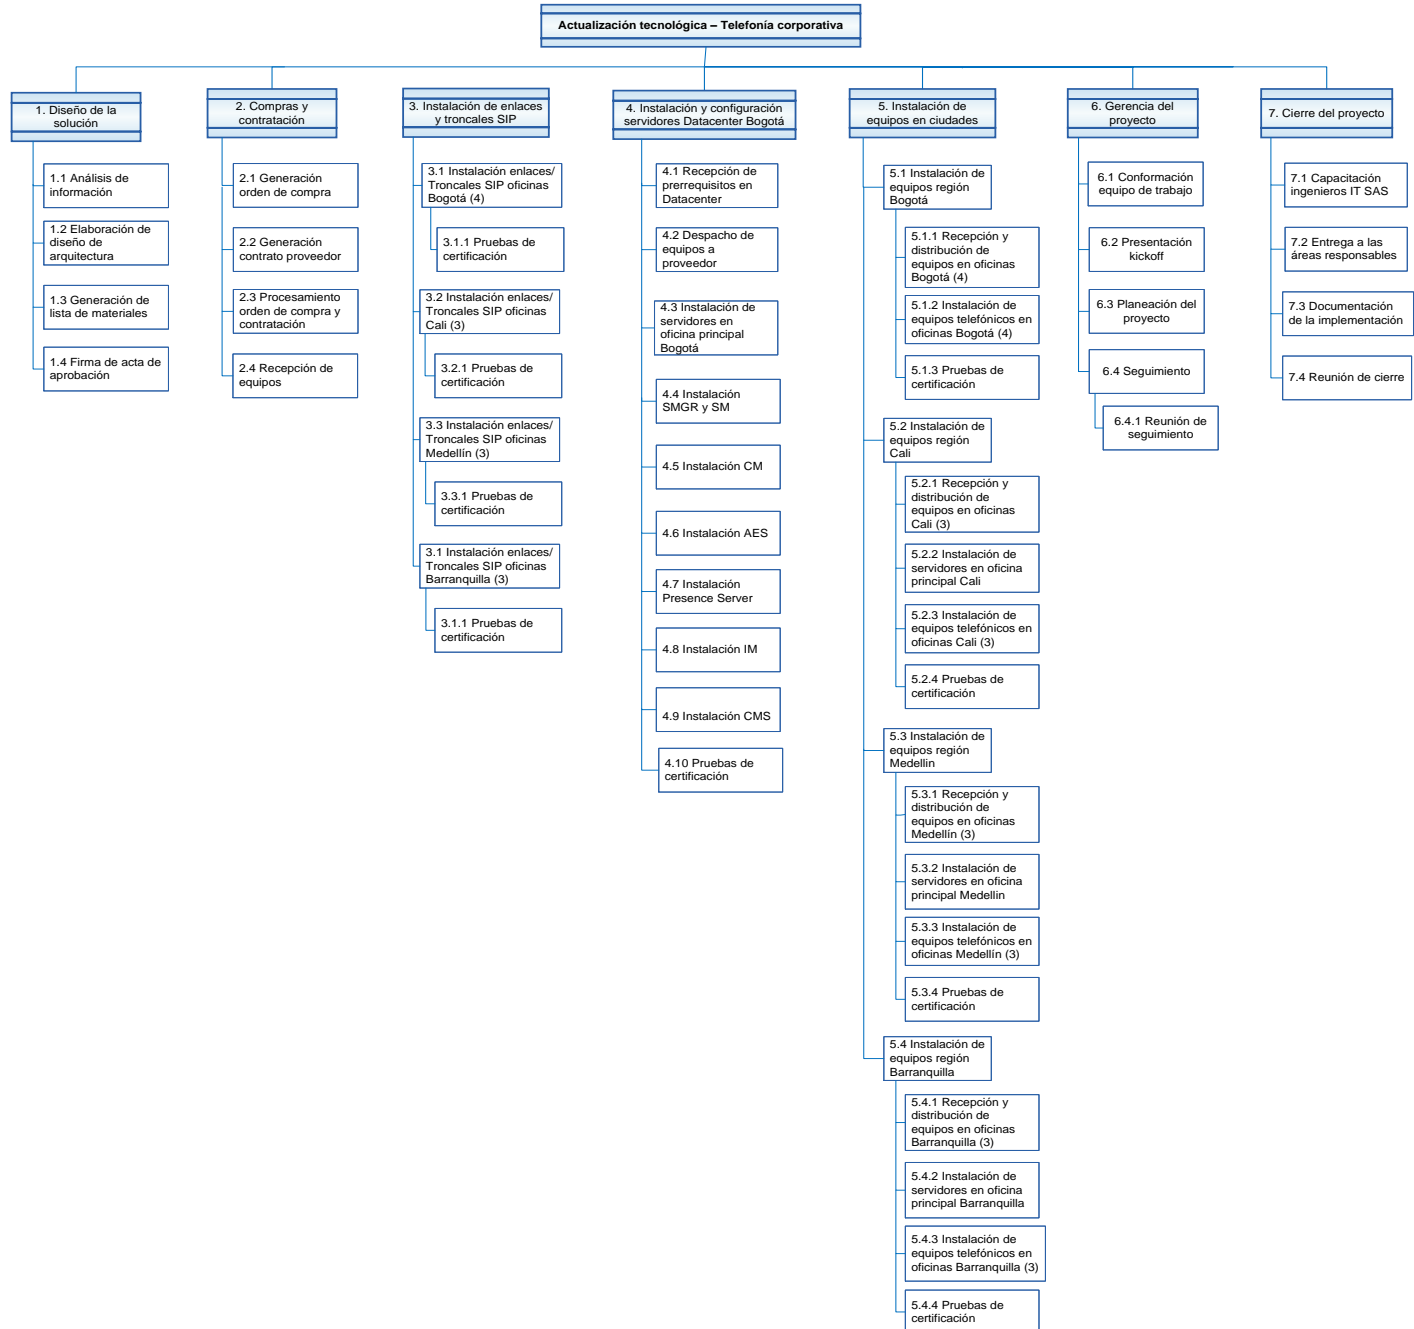 Actualización tecnológica – Telefonía corporativa
1. Diseño de la
solución
1.1 Análisis de
información
1.2 Elaboración de
diseño de
arquitectura
1.3 Generación de
lista de materiales
1.4 Firma de acta de
aprobación
2. Compras y
contratación
2.1 Generación
orden de compra
2.2 Generación
contrato proveedor
2.3 Procesamiento
orden de compra y
contratación
2.4 Recepción de
equipos
3. Instalación de enlaces
y troncales SIP
3.1 Instalación enlaces/
Troncales SIP oficinas
Bogotá (4)
3.1.1 Pruebas de
certificación
3.2 Instalación enlaces/
Troncales SIP oficinas
Cali (3)
3.2.1 Pruebas de
certificación
3.3 Instalación enlaces/
Troncales SIP oficinas
Medellín (3)
3.3.1 Pruebas de
certificación
3.1 Instalación enlaces/
Troncales SIP oficinas
Barranquilla (3)
3.1.1 Pruebas de
certificación
4. Instalación y configuración
servidores Datacenter Bogotá
4.1 Recepción de
prerrequisitos en
Datacenter
4.2 Despacho de
equipos a
proveedor
4.3 Instalación de
servidores en
oficina principal
Bogotá
4.4 Instalación
SMGR y SM
4.5 Instalación CM
4.6 Instalación AES
4.7 Instalación
Presence Server
4.8 Instalación IM
4.9 Instalación CMS
4.10 Pruebas de
certificación
5. Instalación de
equipos en ciudades
5.1 Instalación de
equipos región
Bogotá
5.1.1 Recepción y
distribución de
equipos en oficinas
Bogotá (4)
5.1.2 Instalación de
equipos telefónicos en
oficinas Bogotá (4)
5.1.3 Pruebas de
certificación
5.2 Instalación de
equipos región
Cali
5.2.1 Recepción y
distribución de
equipos en oficinas
Cali (3)
5.2.2 Instalación de
servidores en oficina
principal Cali
5.2.3 Instalación de
equipos telefónicos en
oficinas Cali (3)
5.2.4 Pruebas de
certificación
5.3 Instalación de
equipos región
Medellin
5.3.1 Recepción y
distribución de
equipos en oficinas
Medellín (3)
5.3.2 Instalación de
servidores en oficina
principal Medellin
5.3.3 Instalación de
equipos telefónicos en
oficinas Medellín (3)
5.3.4 Pruebas de
certificación
5.4 Instalación de
equipos región
Barranquilla
5.4.1 Recepción y
distribución de
equipos en oficinas
Barranquilla (3)
5.4.2 Instalación de
servidores en oficina
principal Barranquilla
5.4.3 Instalación de
equipos telefónicos en
oficinas Barranquilla (3)
5.4.4 Pruebas de
certificación
6. Gerencia del
proyecto
6.1 Conformación
equipo de trabajo
6.2 Presentación
kickoff
6.3 Planeación del
proyecto
6.4 Seguimiento
6.4.1 Reunión de
seguimiento
7. Cierre del proyecto
7.1 Capacitación
ingenieros IT SAS
7.2 Entrega a las
áreas responsables
7.3 Documentación
de la implementación
7.4 Reunión de cierre